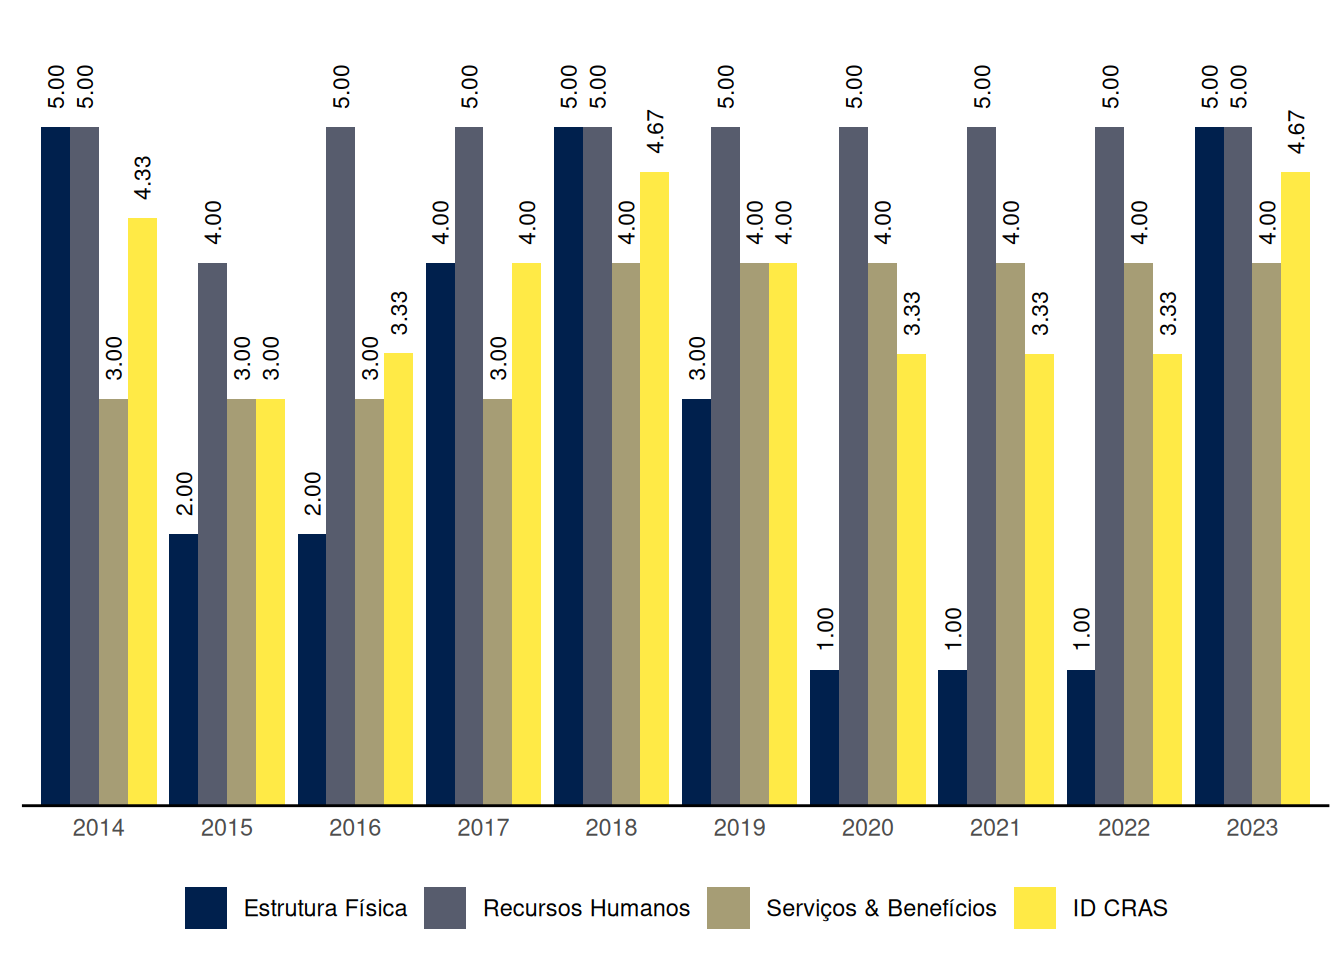 5.00 5.00 3.00 4.33
2.00 4.00 3.00 3.00
2.00 5.00 3.00 3.33
4.00 5.00 3.00 4.00
5.00 5.00 4.00 4.67
3.00 5.00 4.00 4.00
1.00 5.00 4.00 3.33
1.00 5.00 4.00 3.33
1.00 5.00 4.00 3.33
5.00 5.00 4.00 4.67
2014 2015 2016 2017 2018 2019 2020 2021 2022 2023
Estrutura Física Recursos Humanos Serviços & Benefícios ID CRAS